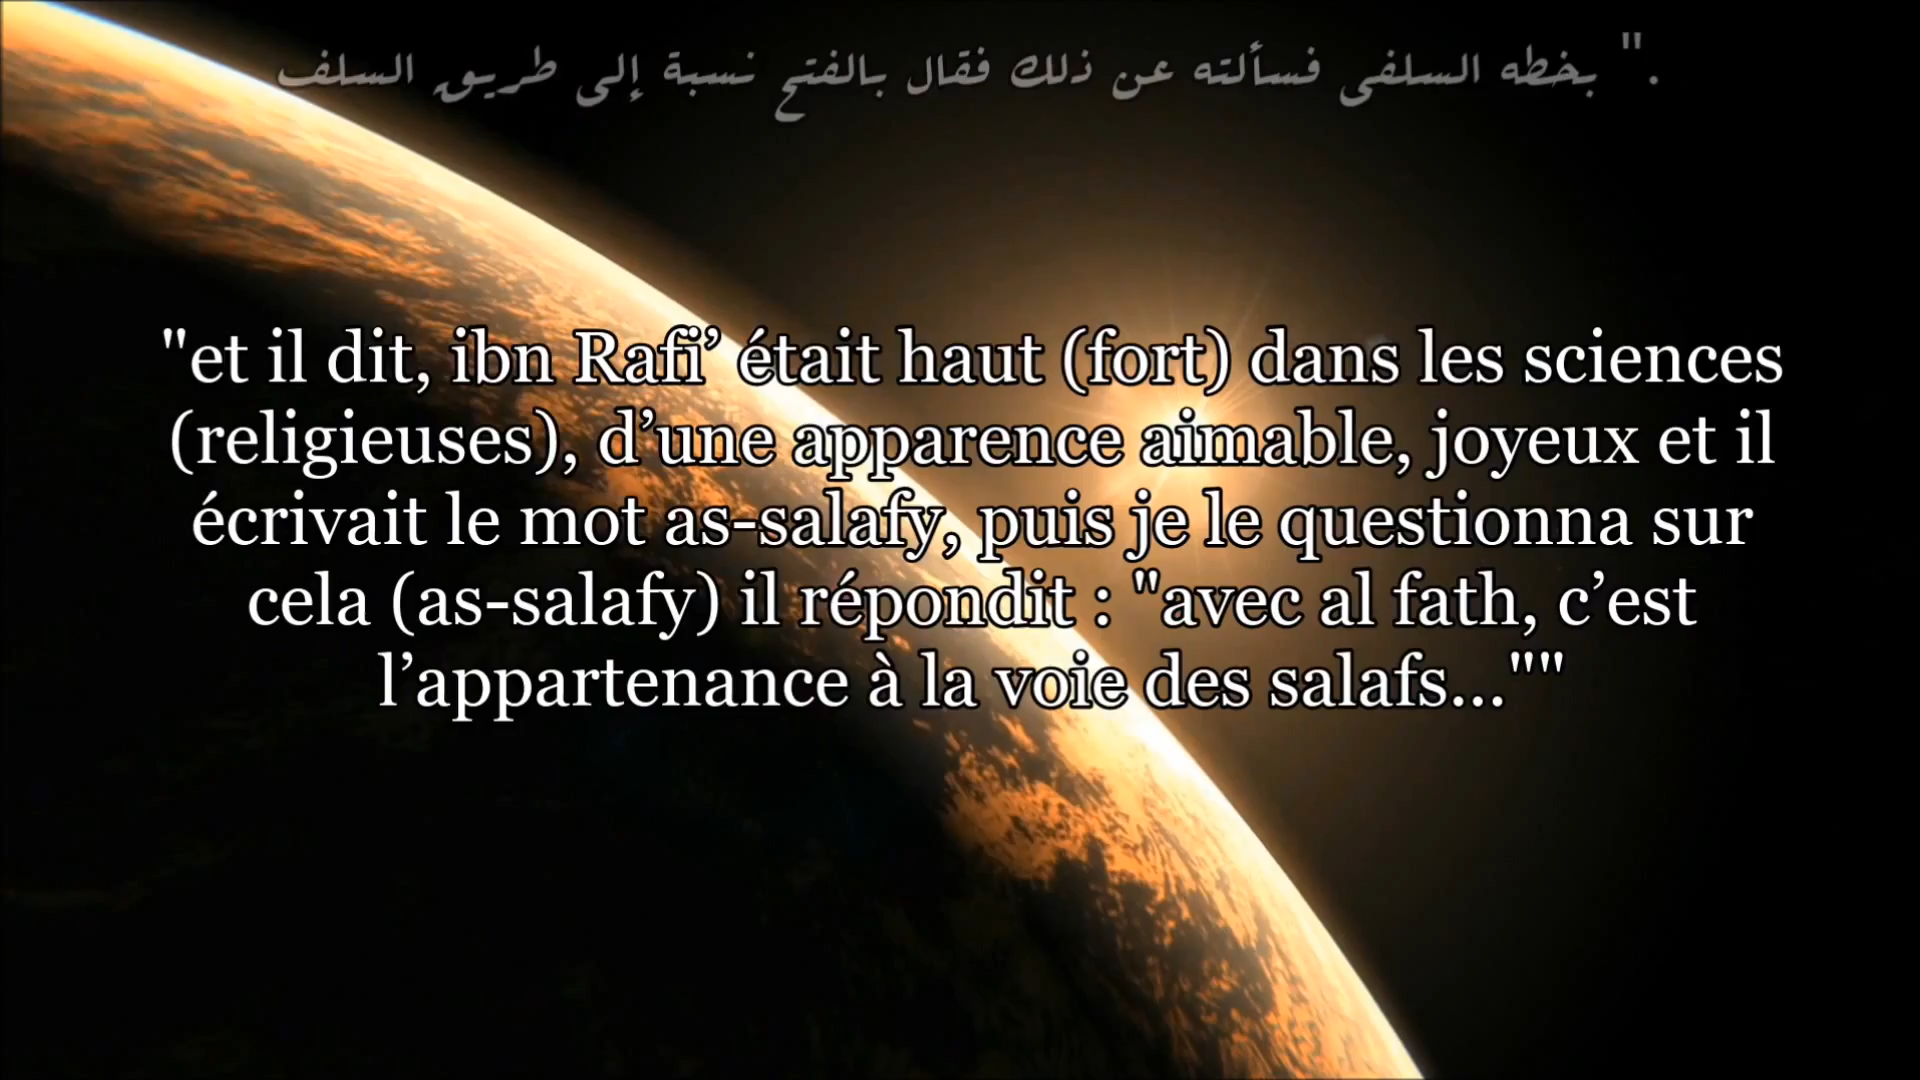 بخطه السلفى فسألته عن ذلك فقال بالفتح نسبة إلى طريق السلف ".
"et il dit, ibn Rafi’ était haut (fort) dans les sciences
(religieuses), d’une apparence aimable, joyeux et il
écrivait le mot as-salafy, puis je le questionna sur
cela (as-salafy) il répondit : "avec al fath, c’est
l’appartenance à la voie des salafs...""